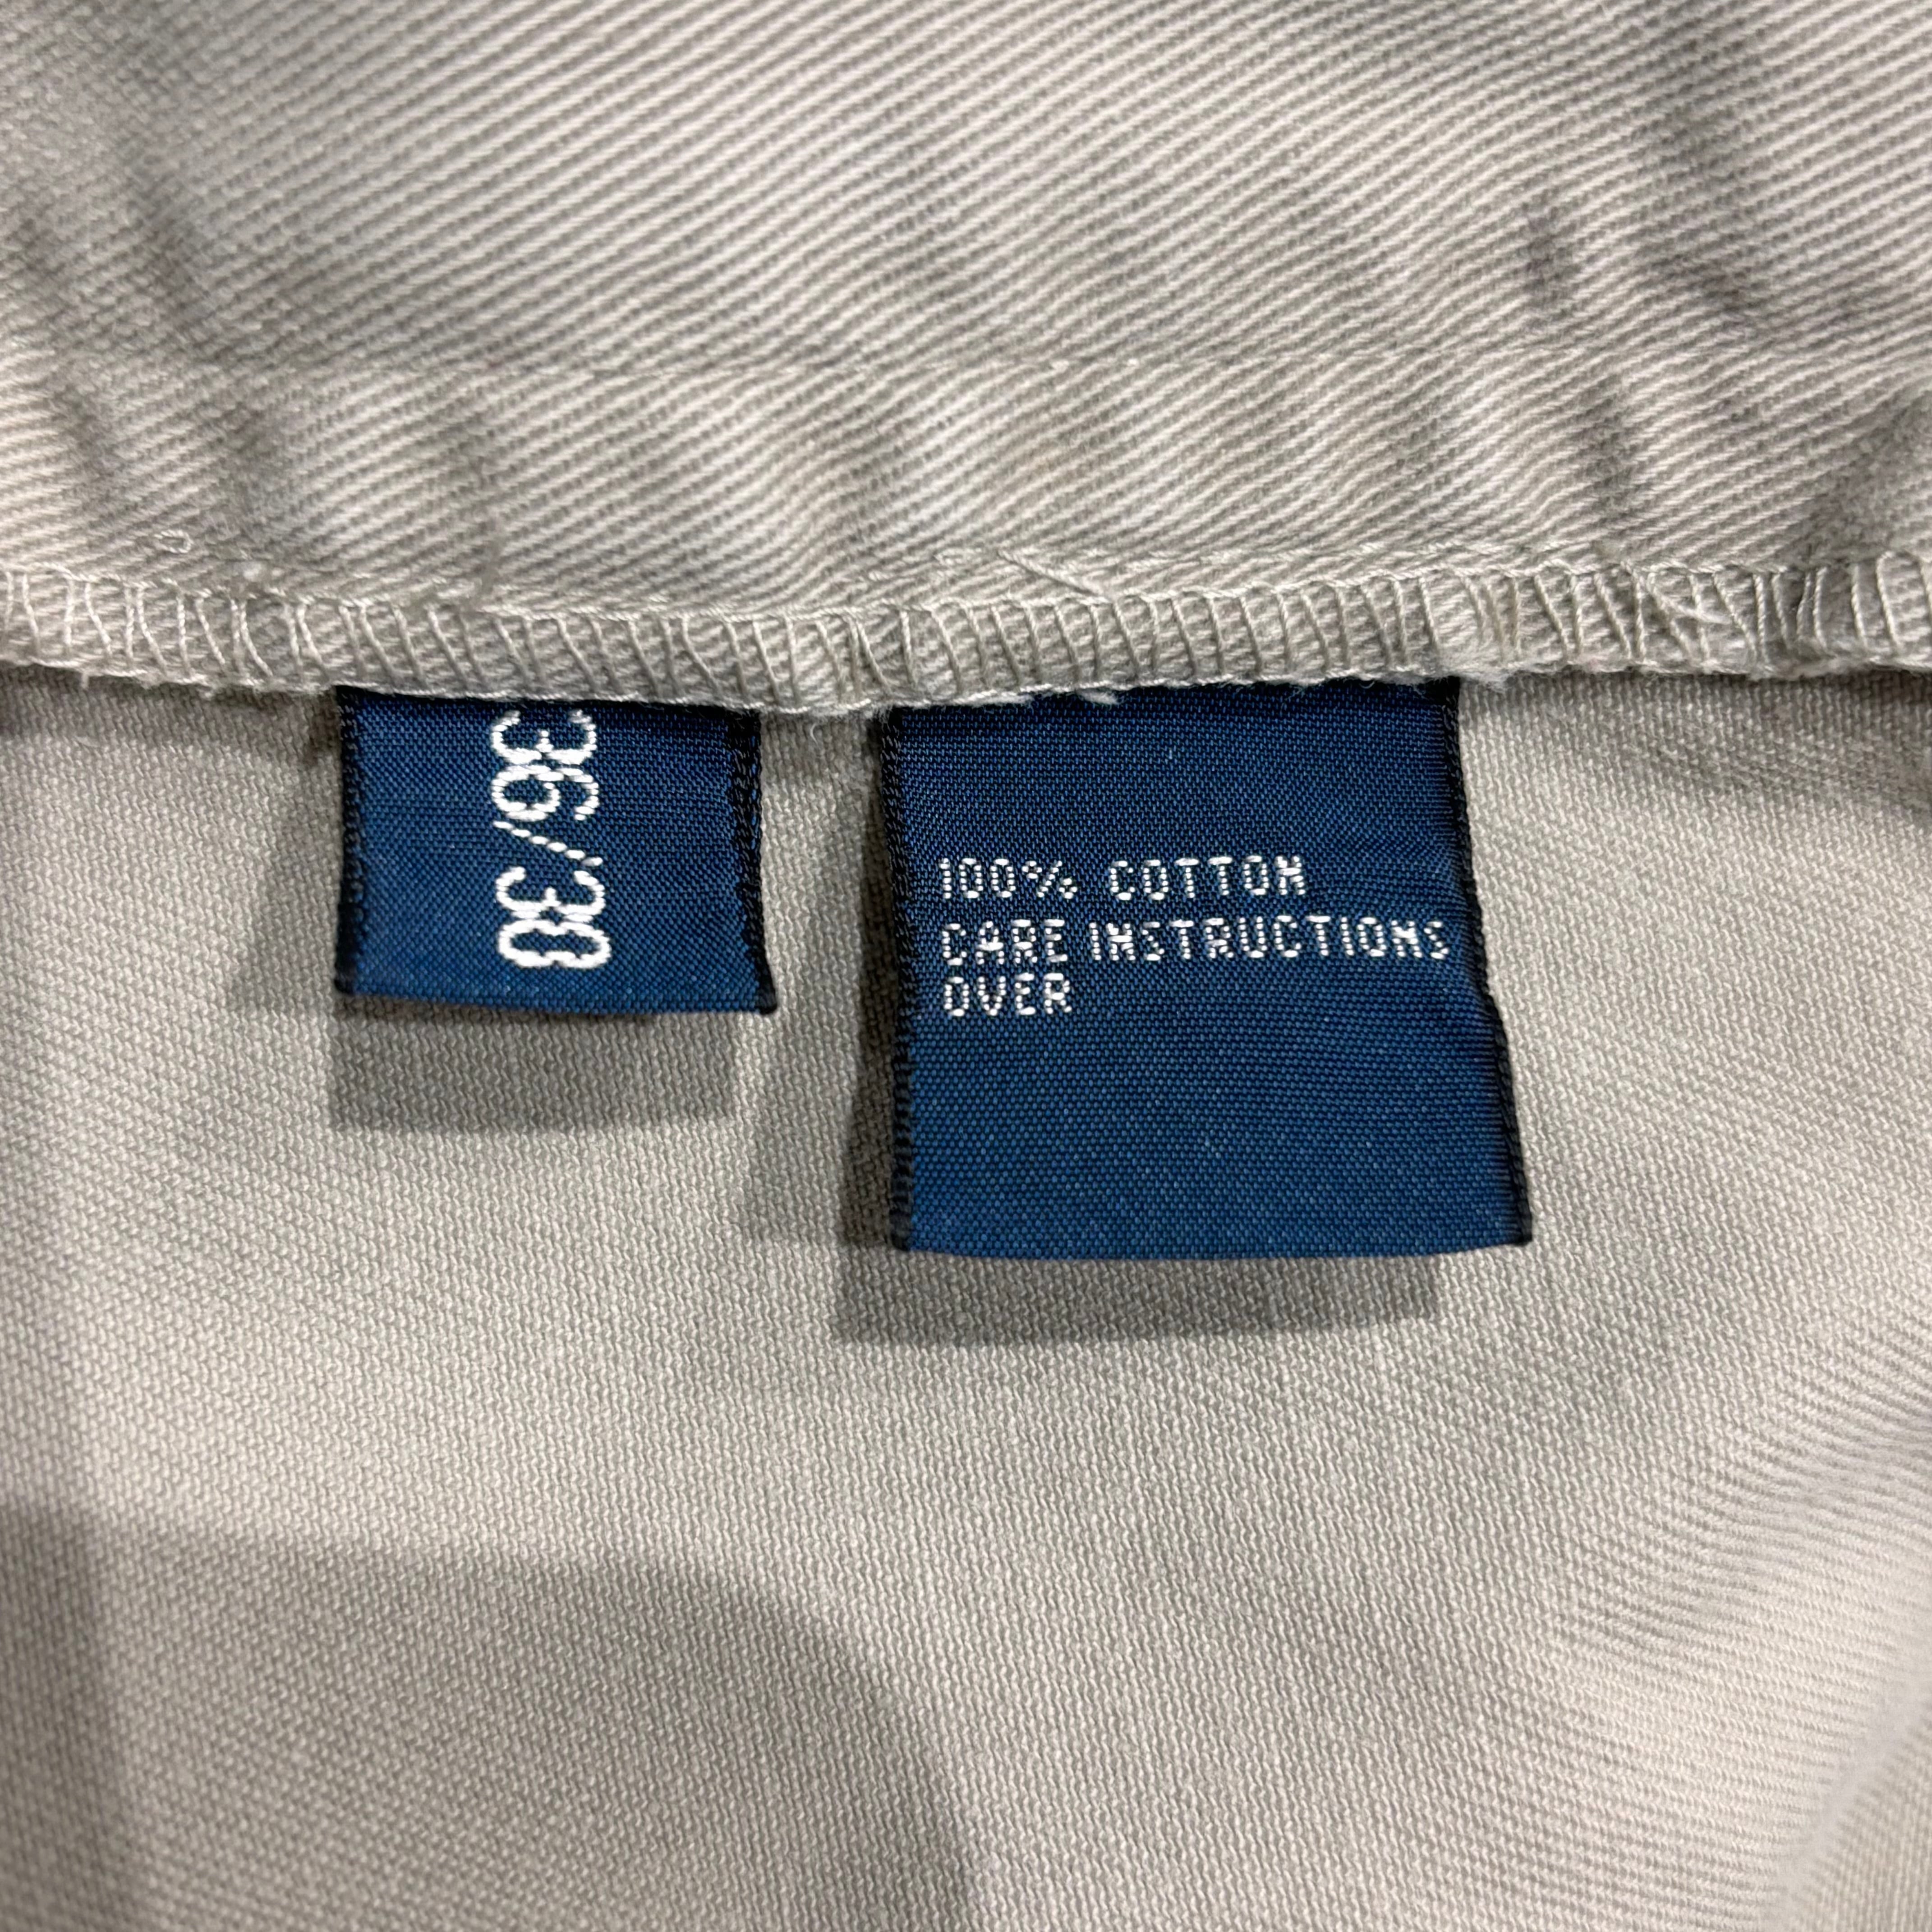 36/30
100% COTTON
CARE INSTRUCTIONS
OVER